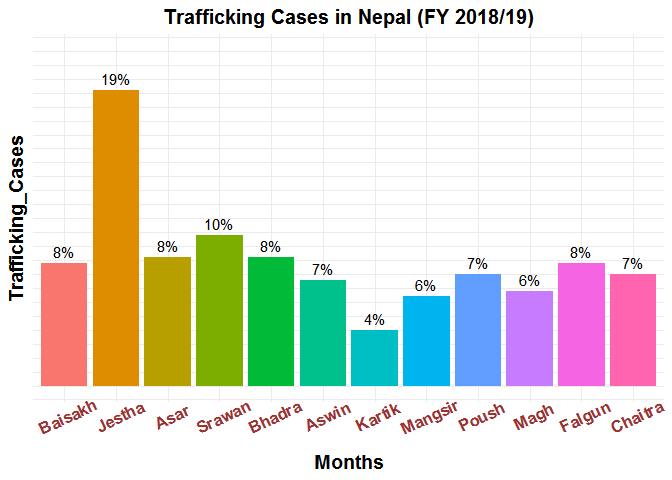 Trafficking Cases in Nepal (FY 2018/19)
Trafficking_Cases
8%
19%
8%
10%
8%
7%
4%
6%
7%
6%
8%
7%
Baisakh
Jestha
Asar
Srawan
Bhadra
Aswin
Kartik
Mangsir
Poush
Magh
Falgun
Chaitra
Months